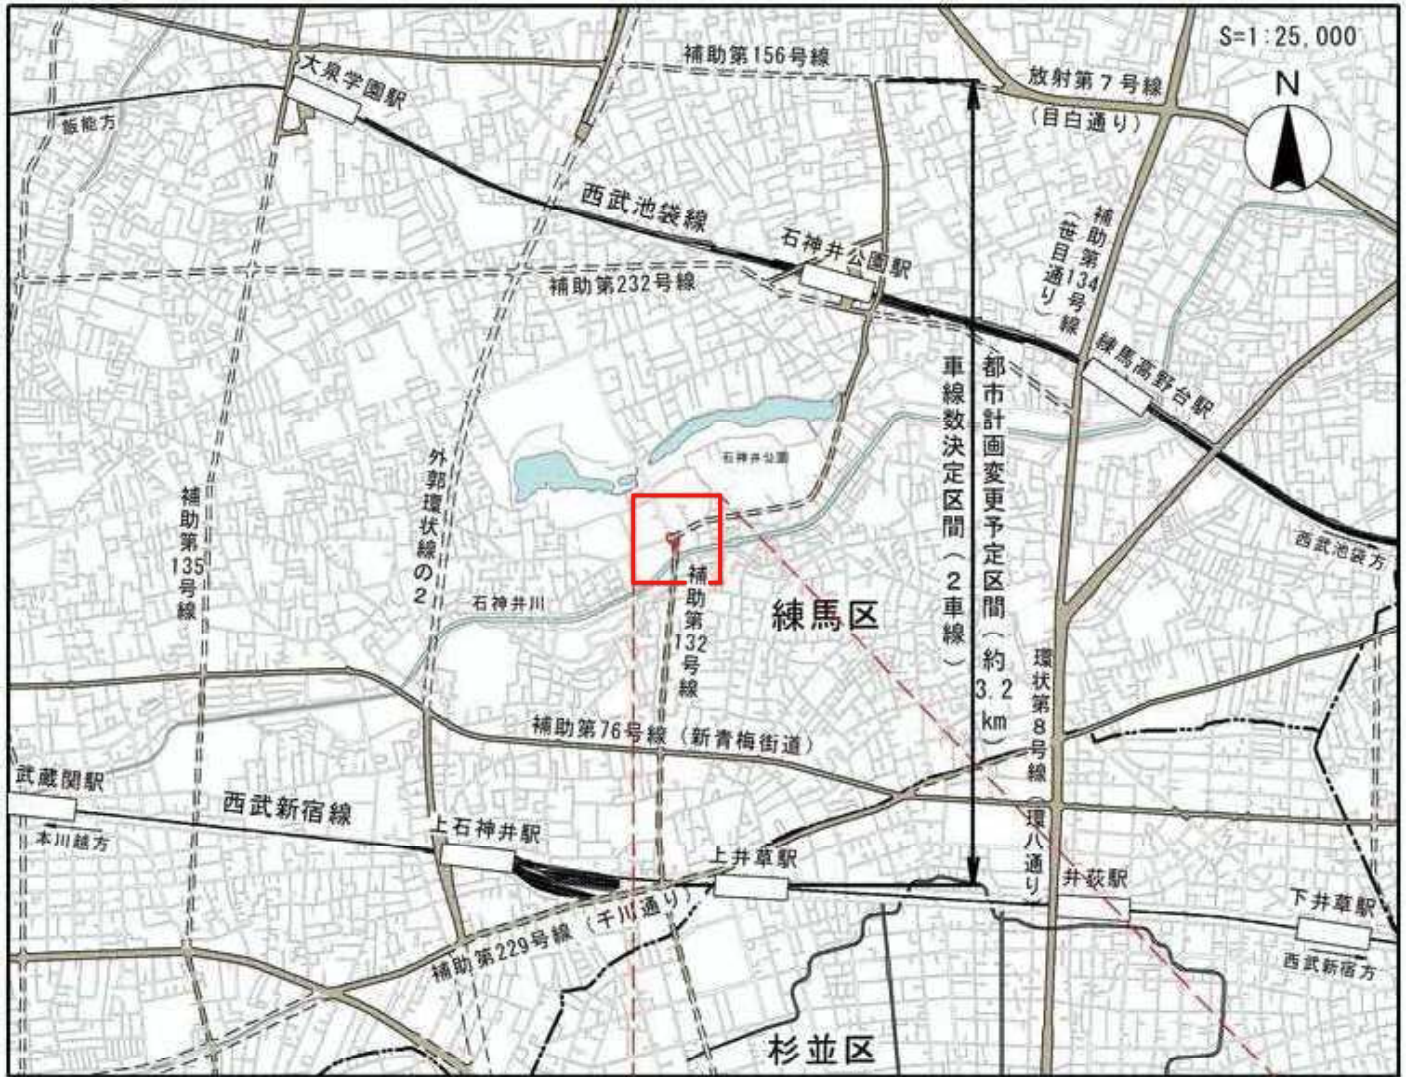 S=1:25,000
N
補助第156号線
放射第7号線
(目白通り)
大泉学園駅
飯能方
西武池袋線
石神井公園駅
補助第134号線
(笹目通り)
補助第232号線
練馬高野台駅
都市計画変更予定区間(約3.2km)
車線数決定区間(2車線)
石神井公園
外郭環状線の2
補助第135号線
西武池袋方
石神井川
補助第132号線
練馬区
環状第8号線(環八通り)
補助第76号線(新青梅街道)
武蔵関駅
西武新宿線
本川越方
上石神井駅
上井草駅
井荻駅
下井草駅
補助第229号線(千川通り)
西武新宿方
杉並区